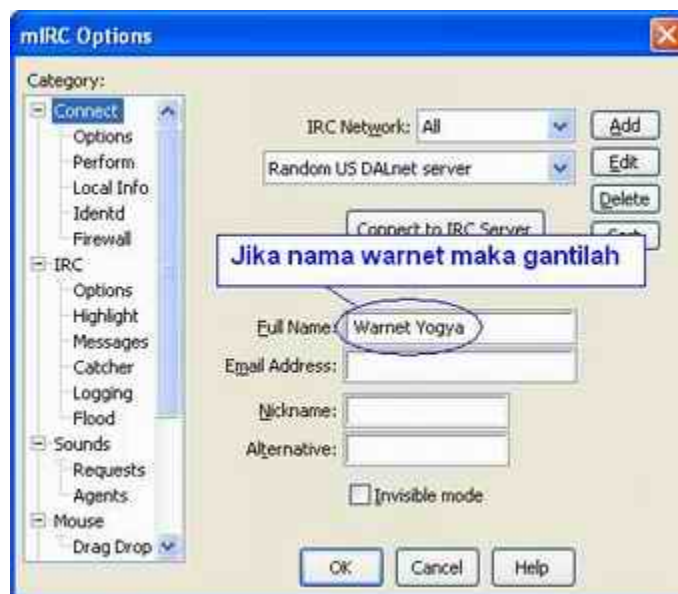 mIRC Options
Category:
Connect
Options
Perform
Local Info
Identd
Firewall
IRC
Options
Highlight
Messages
Catcher
Logging
Flood
Sounds
Requests
Agents
Mouse
Drag Drop
IRC Network: All
Add
Random US DALnet server
Edit
Delete
Connect to IRC Server
Jika nama warnet maka gantilah
Full Name: Warnet Yogya
Email Address:
Nickname:
Alternative:
Invisible mode
OK Cancel Help